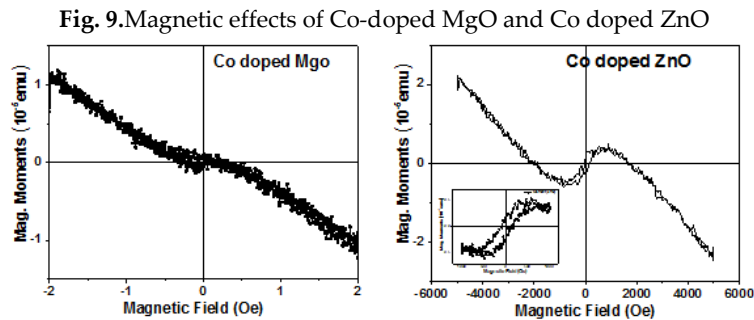 Fig. 9.Magnetic effects of Co-doped MgO and Co doped ZnO
Co doped Mgo
Mag. Moments (10⁻⁶emu)
1
0
-1
-2 -1 0 1 2
Magnetic Field (Oe)
Co doped ZnO
Mag. Moments (10⁻⁶emu)
2
0
-2
-6000 -4000 -2000 0 2000 4000 6000
Magnetic Field (Oe)